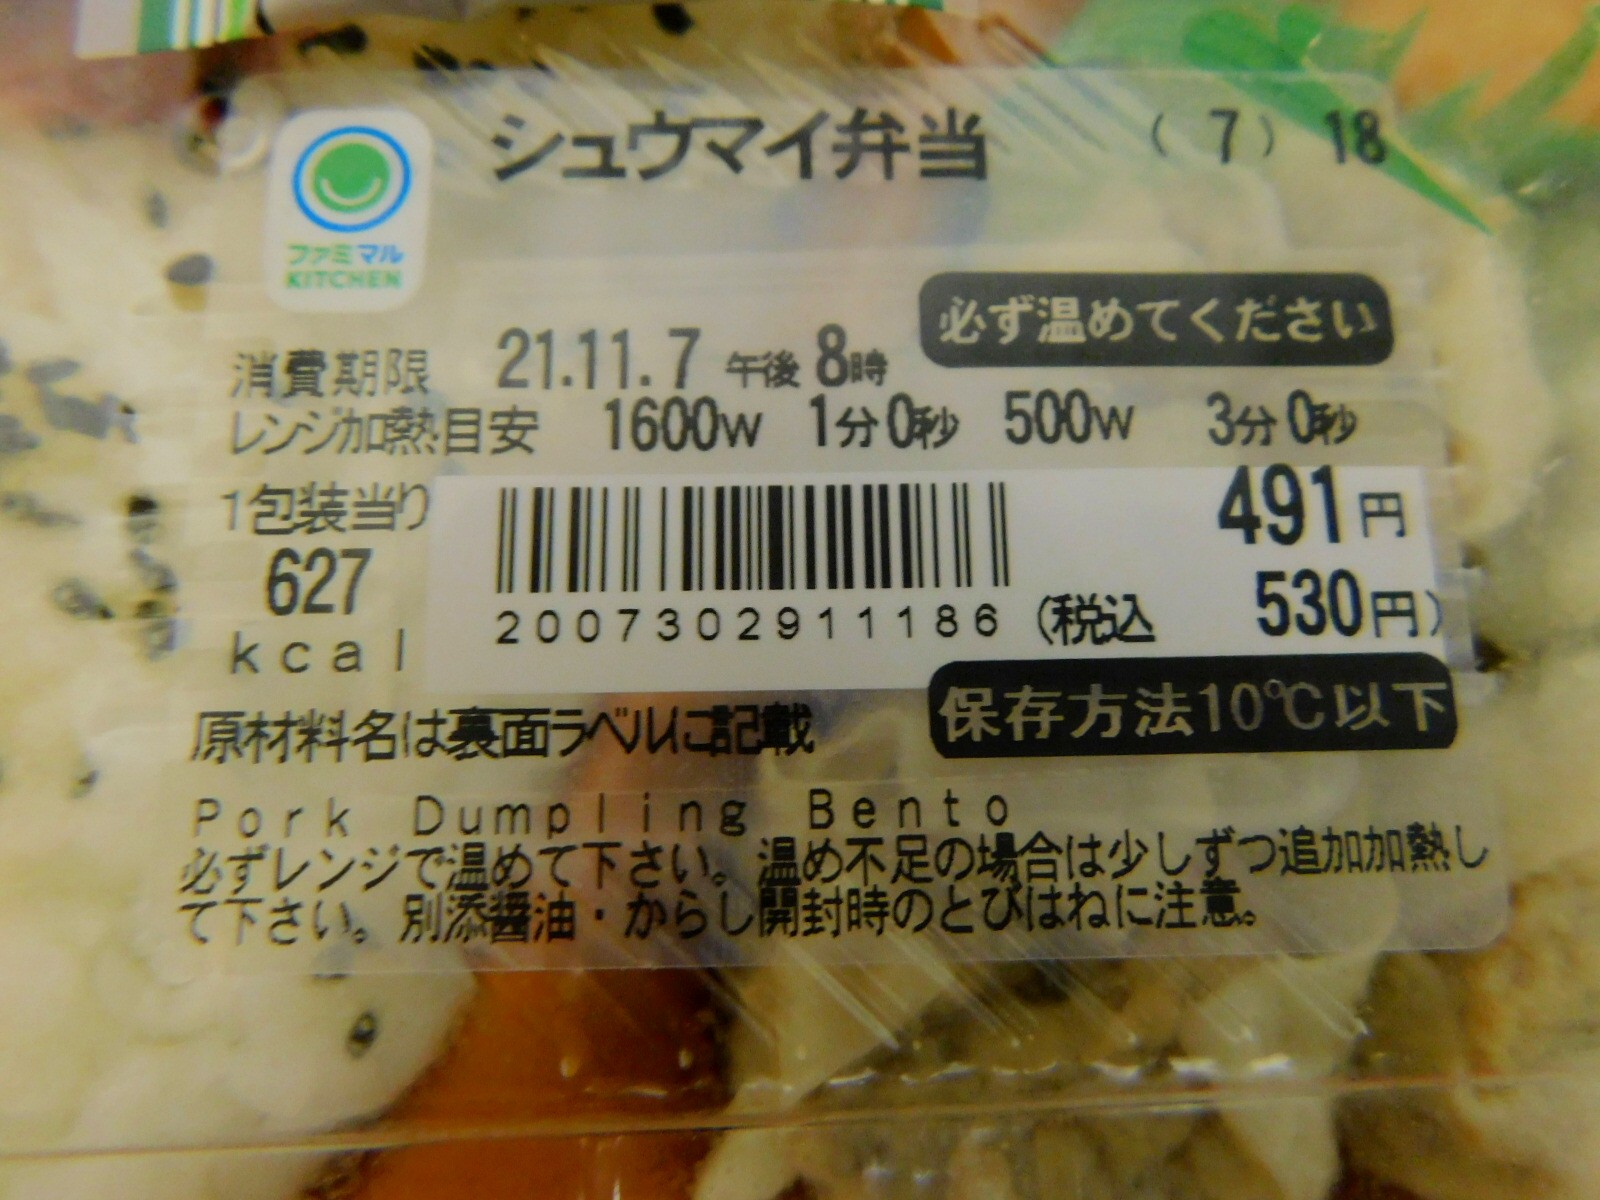 シュウマイ弁当 (7) 18
ファミマル
KITCHEN
必ず温めてください
消費期限 21.11.7 午後 8時
レンジ加熱目安 1600W 1分0秒 500W 3分0秒
1包装当り
627
kcal
491円
2007302911186 (税込 530円)
原材料名は裏面ラベルに記載
保存方法10℃以下
Pork Dumpling Bento
必ずレンジで温めて下さい。温め不足の場合は少しずつ追加加熱し
て下さい。別添醤油・からし開封時のとびはねに注意。